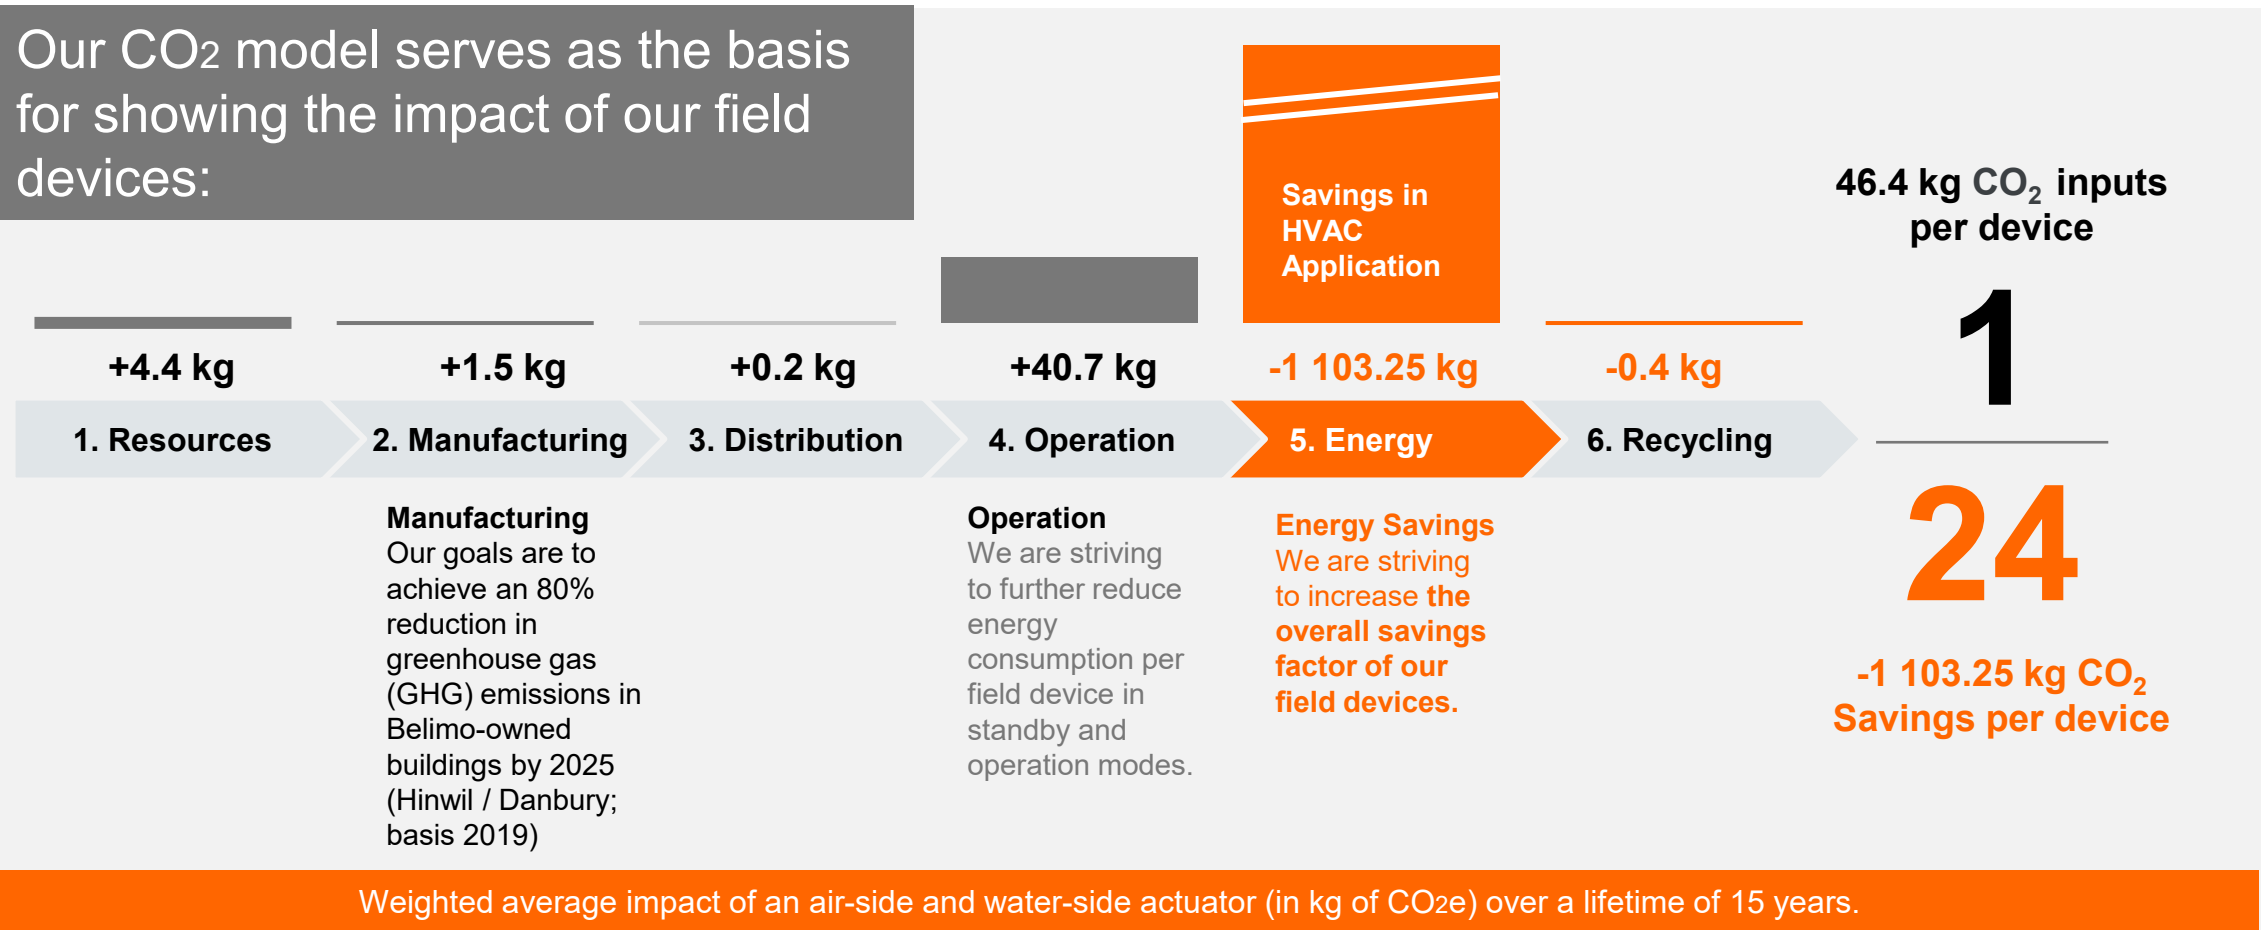 Our CO2 model serves as the basis
for showing the impact of our field
devices:
Savings in
HVAC
Application
+4.4 kg
+1.5 kg
+0.2 kg
+40.7 kg
-1 103.25 kg
-0.4 kg
1. Resources
2. Manufacturing
3. Distribution
4. Operation
5. Energy
6. Recycling
Manufacturing
Our goals are to
achieve an 80%
reduction in
greenhouse gas
(GHG) emissions in
Belimo-owned
buildings by 2025
(Hinwil / Danbury;
basis 2019)
Operation
We are striving
to further reduce
energy
consumption per
field device in
standby and
operation modes.
Energy Savings
We are striving
to increase the
overall savings
factor of our
field devices.
46.4 kg CO₂ inputs
per device
1
24
-1 103.25 kg CO₂
Savings per device
Weighted average impact of an air-side and water-side actuator (in kg of CO2e) over a lifetime of 15 years.